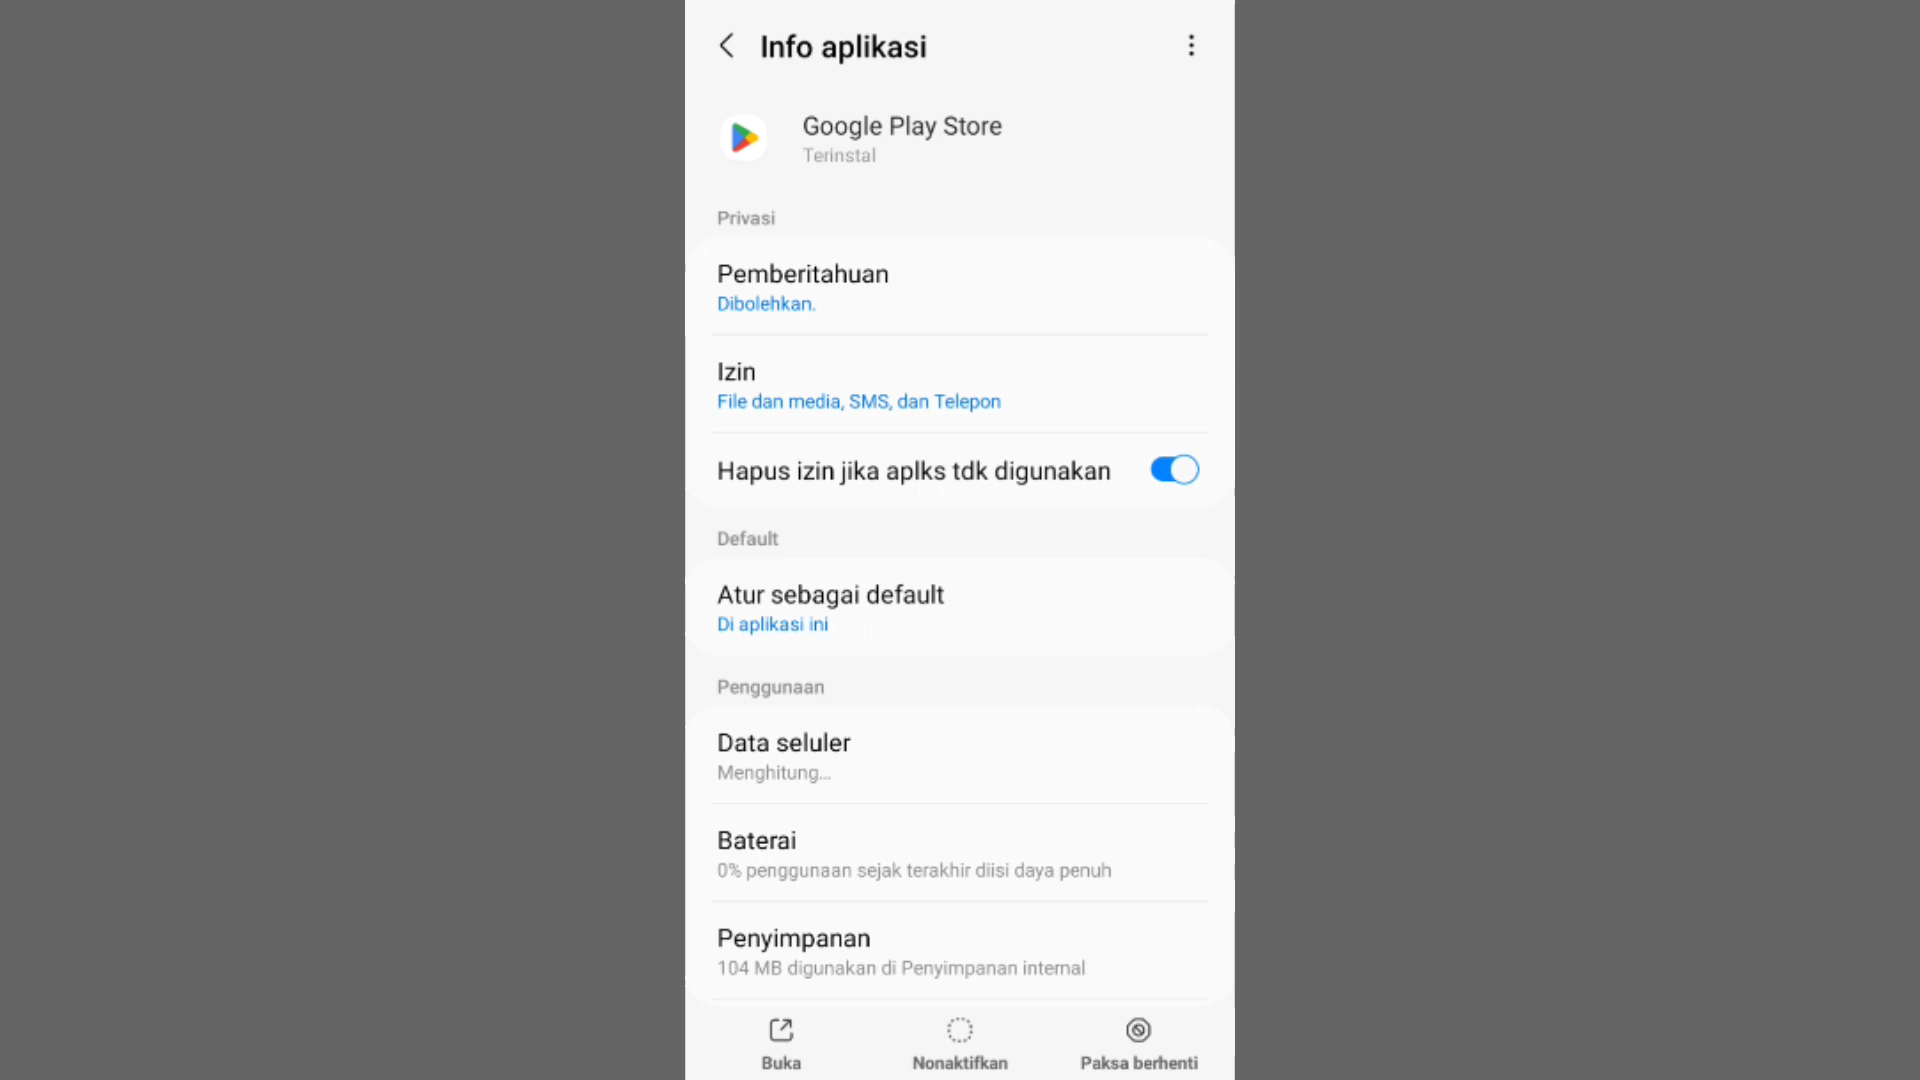 Info aplikasi
Google Play Store
Terinstal
Privasi
Pemberitahuan
Dibolehkan.
Izin
File dan media, SMS, dan Telepon
Hapus izin jika aplks tdk digunakan
Default
Atur sebagai default
Di aplikasi ini
Penggunaan
Data seluler
Menghitung...
Baterai
0% penggunaan sejak terakhir diisi daya penuh
Penyimpanan
104 MB digunakan di Penyimpanan internal
Buka
Nonaktifkan
Paksa berhenti